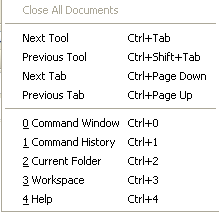 Close All Documents
Next Tool Ctrl+Tab
Previous Tool Ctrl+Shift+Tab
Next Tab Ctrl+Page Down
Previous Tab Ctrl+Page Up
0 Command Window Ctrl+0
1 Command History Ctrl+1
2 Current Folder Ctrl+2
3 Workspace Ctrl+3
4 Help Ctrl+4